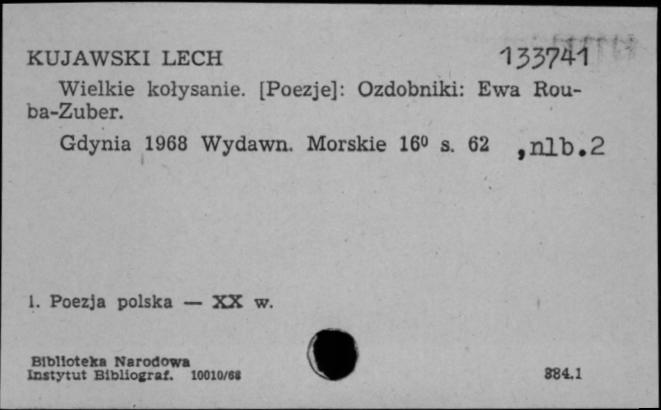 KUJAWSKI LECH 133741
Wielkie kołysanie. [Poezje]: Ozdobniki: Ewa Rou-
ba-Zuber.
Gdynia 1968 Wydawn. Morskie 16⁰ s. 62 ,nlb.2
1. Poezja polska — XX w.
Biblioteka Narodowa
Instytut Bibliograf. 10010/68 884.1